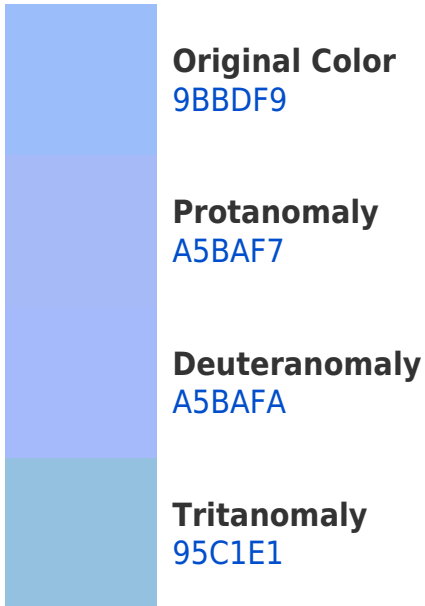 Original Color
9BBDF9
Protanomaly
A5BAF7
Deuteranomaly
A5BAFA
Tritanomaly
95C1E1